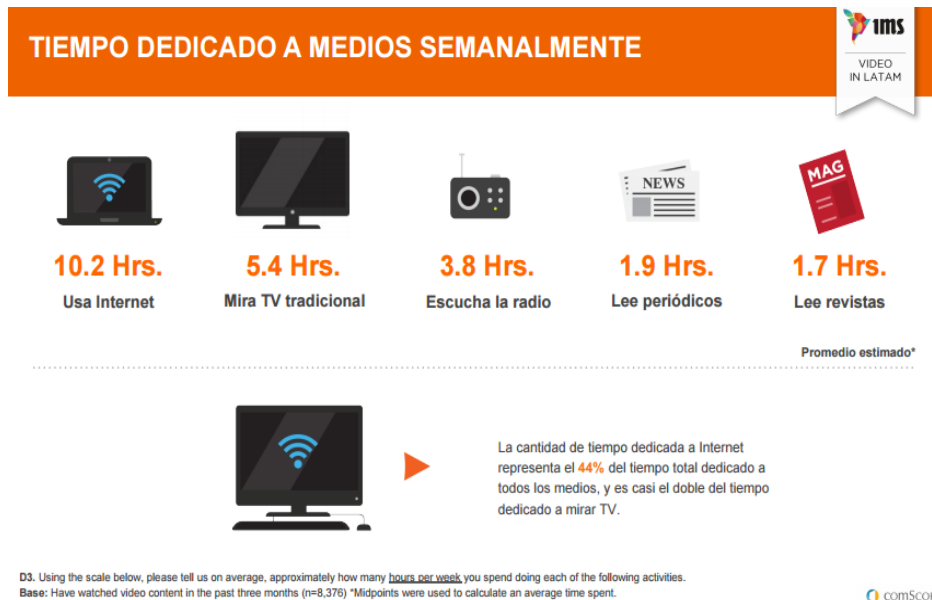 TIEMPO DEDICADO A MEDIOS SEMANALMENTE
ims
VIDEO
IN LATAM
NEWS
MAG
10.2 Hrs.
Usa Internet
5.4 Hrs.
Mira TV tradicional
3.8 Hrs.
Escucha la radio
1.9 Hrs.
Lee periódicos
1.7 Hrs.
Lee revistas
Promedio estimado*
La cantidad de tiempo dedicada a Internet
representa el 44% del tiempo total dedicado a
todos los medios, y es casi el doble del tiempo
dedicado a mirar TV.
D3. Using the scale below, please tell us on average, approximately how many hours per week you spend doing each of the following activities.
Base: Have watched video content in the past three months (n=8,376) *Midpoints were used to calculate an average time spent.
comScor